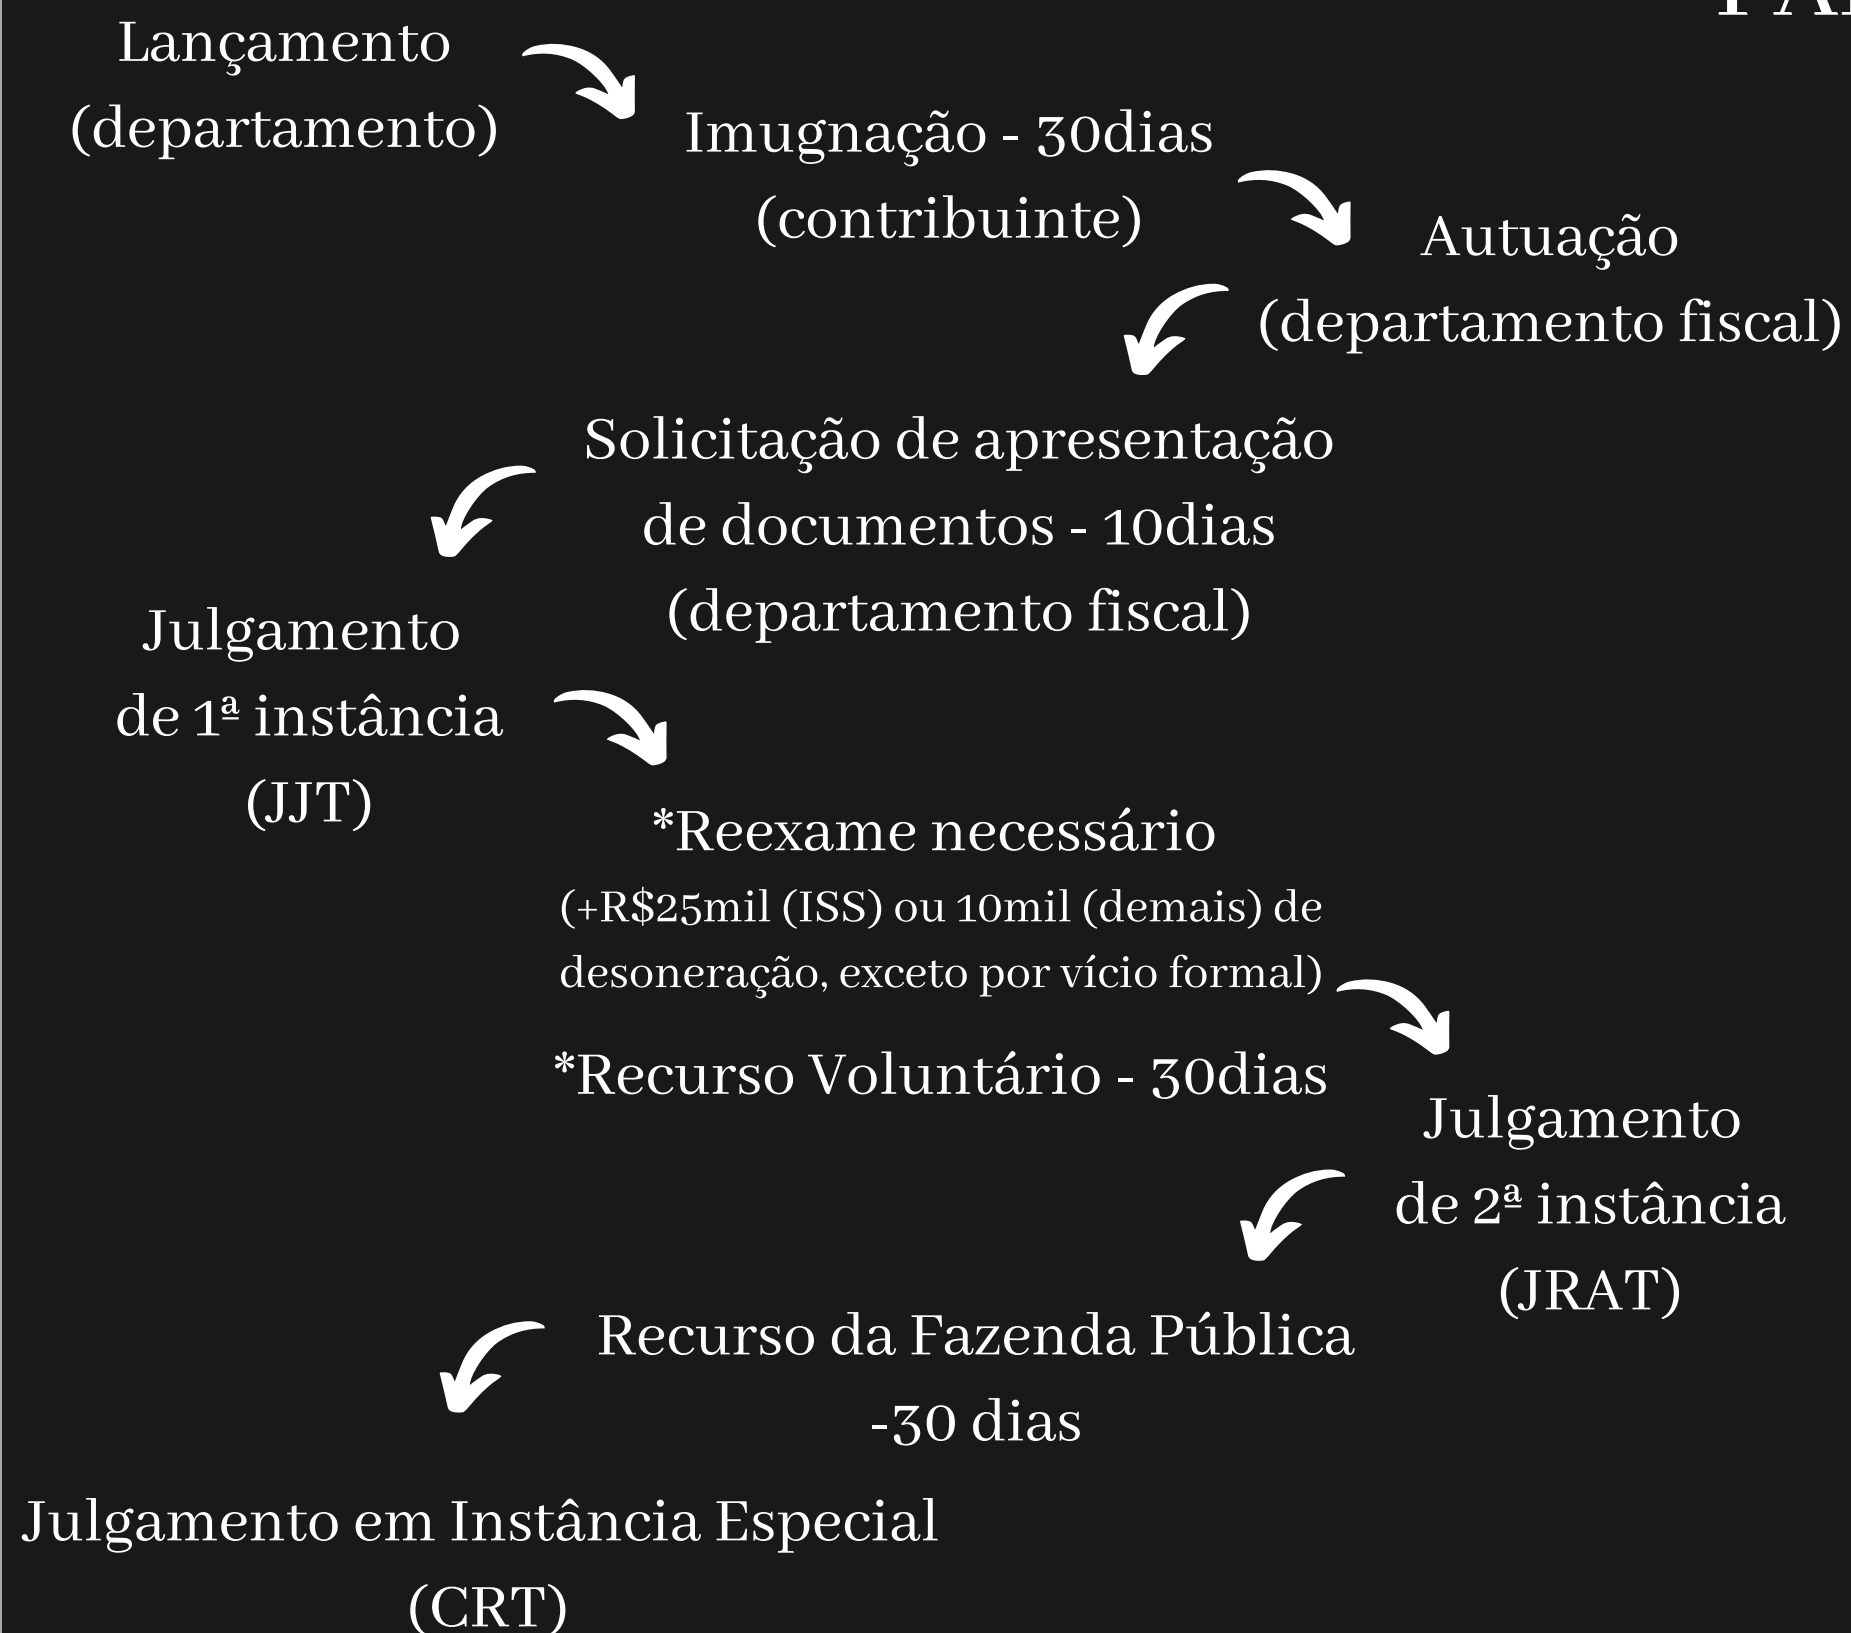 Lançamento
(departamento)
Imugnação - 30dias
(contribuinte)
Autuação
(departamento fiscal)
Solicitação de apresentação
de documentos - 10dias
(departamento fiscal)
Julgamento
de 1ª instância
(JJT)
*Reexame necessário
(+R$25mil (ISS) ou 10mil (demais) de
desoneração, exceto por vício formal)
*Recurso Voluntário - 30dias
Julgamento
de 2ª instância
(JRAT)
Recurso da Fazenda Pública
-30 dias
Julgamento em Instância Especial
(CRT)